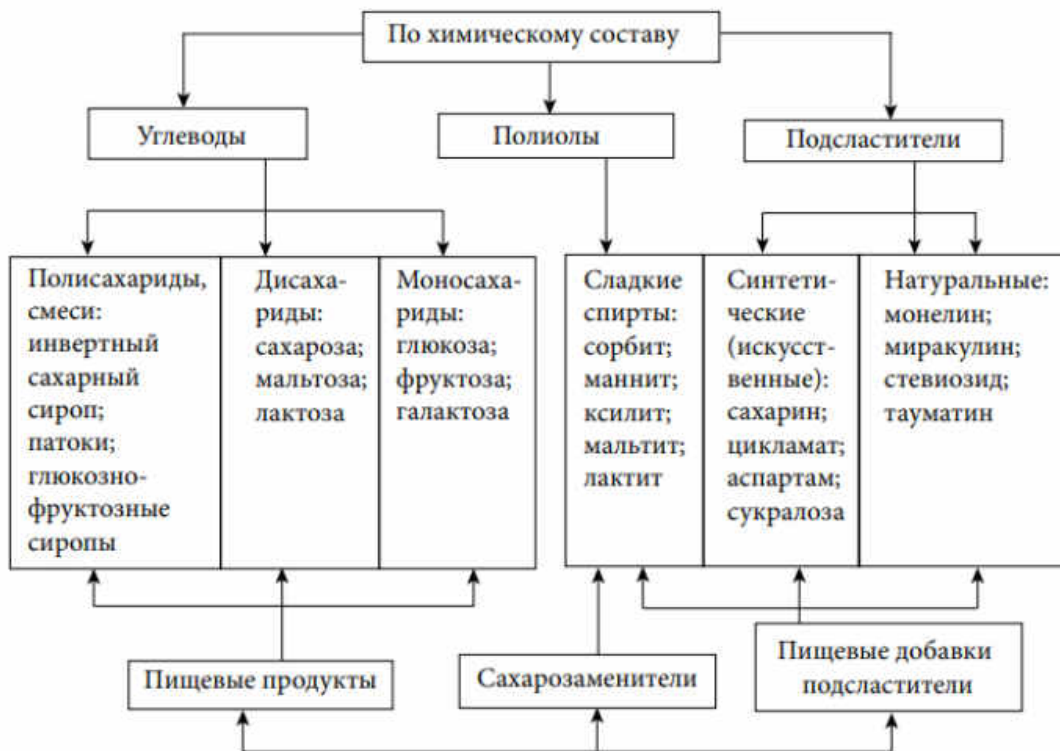 По химическому составу
Углеводы
Полиолы
Подсластители
Полисахариды,
смеси:
инвертный
сахарный
сироп;
патоки;
глюкозно-
фруктозные
сиропы
Дисаха-
риды:
сахароза;
мальтоза;
лактоза
Моносаха-
риды:
глюкоза;
фруктоза;
галактоза
Сладкие
спирты:
сорбит;
маннит;
ксилит;
мальтит;
лактит
Синтети-
ческие
(искусст-
венные):
сахарин;
цикламат;
аспартам;
сукралоза
Натуральные:
монелин;
миракулин;
стевиозид;
тауматин
Пищевые продукты
Сахарозаменители
Пищевые добавки
подсластители